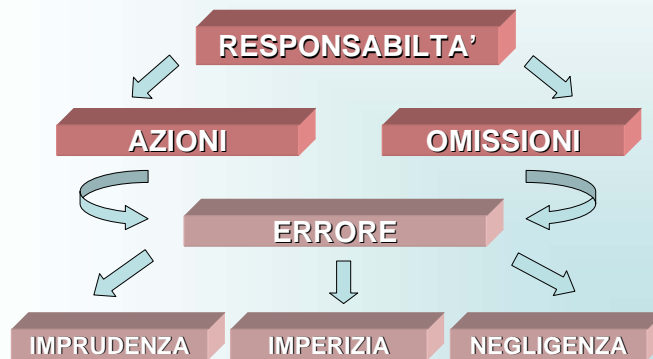 RESPONSABILTA'
AZIONI
OMISSIONI
ERRORE
IMPRUDENZA
IMPERIZIA
NEGLIGENZA